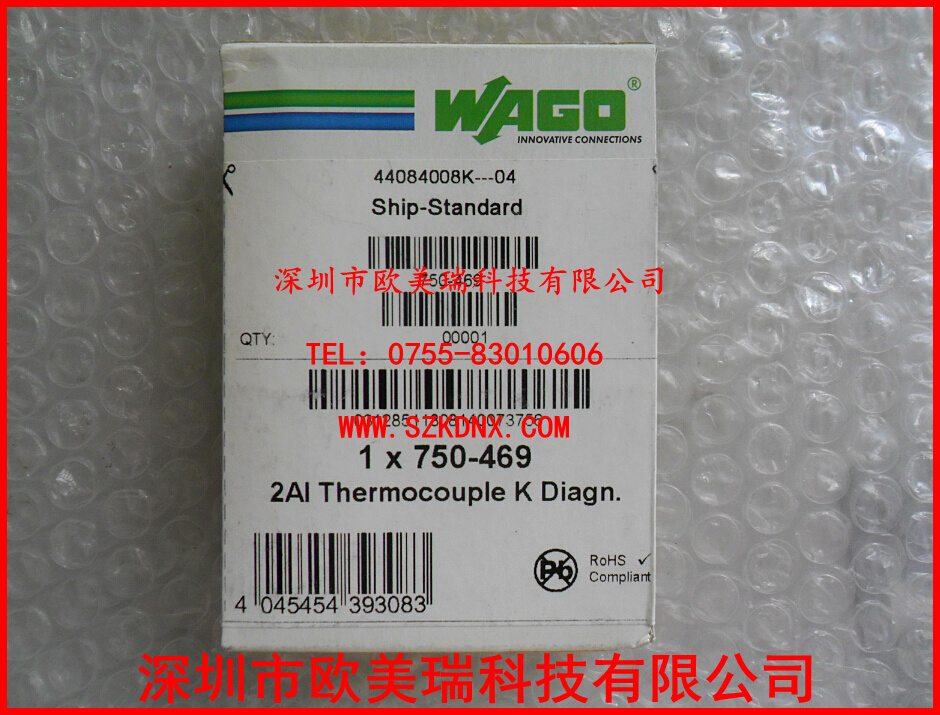 WAGO®
INNOVATIVE CONNECTIONS
44084008K---04
Ship-Standard
深圳市欧美瑞科技有限公司
750-469
QTY: 00001
TEL: 0755-83010606
WWW.SZKDNX.COM
1 x 750-469
2AI Thermocouple K Diagn.
Pb
RoHS ✓
Compliant
4 045454 393083
深圳市欧美瑞科技有限公司